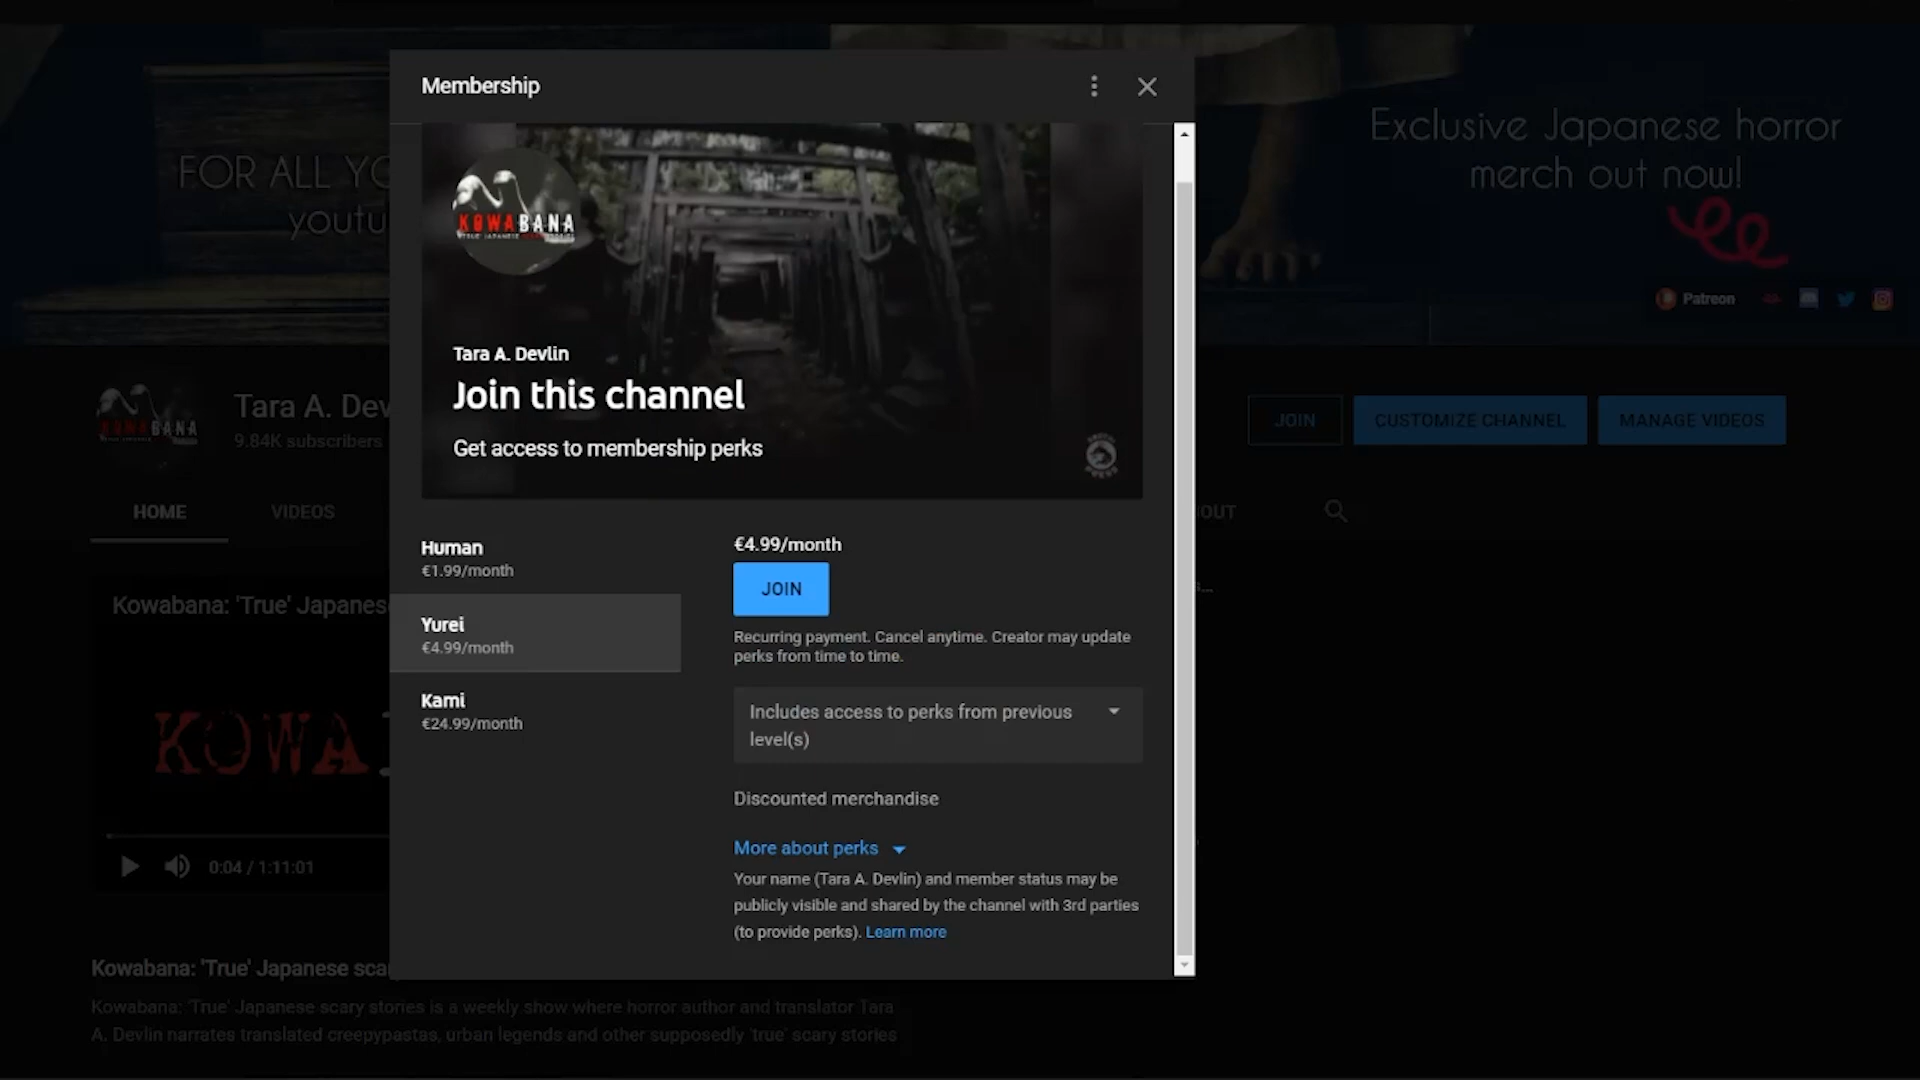 Membership
FOR ALL YO
youtu
Exclusive Japanese horror
merch out now!
KOWABANA
Patreon
Tara A. Devlin
Join this channel
Get access to membership perks
Tara A. Dev
9.84K subscribers
KOWABANA
JOIN
CUSTOMIZE CHANNEL
MANAGE VIDEOS
HOME
VIDEOS
OUT
Human
€1.99/month
Yurei
€4.99/month
Kami
€24.99/month
€4.99/month
JOIN
Recurring payment. Cancel anytime. Creator may update
perks from time to time.
Includes access to perks from previous
level(s)
Discounted merchandise
More about perks
Your name (Tara A. Devlin) and member status may be
publicly visible and shared by the channel with 3rd parties
(to provide perks). Learn more
Kowabana: 'True' Japanes
KOWA
0:04 / 1:11:01
Kowabana: 'True' Japanese sca
Kowabana: 'True' Japanese scary stories is a weekly show where horror author and translator Tara
A. Devlin narrates translated creepypastas, urban legends and other supposedly 'true' scary stories